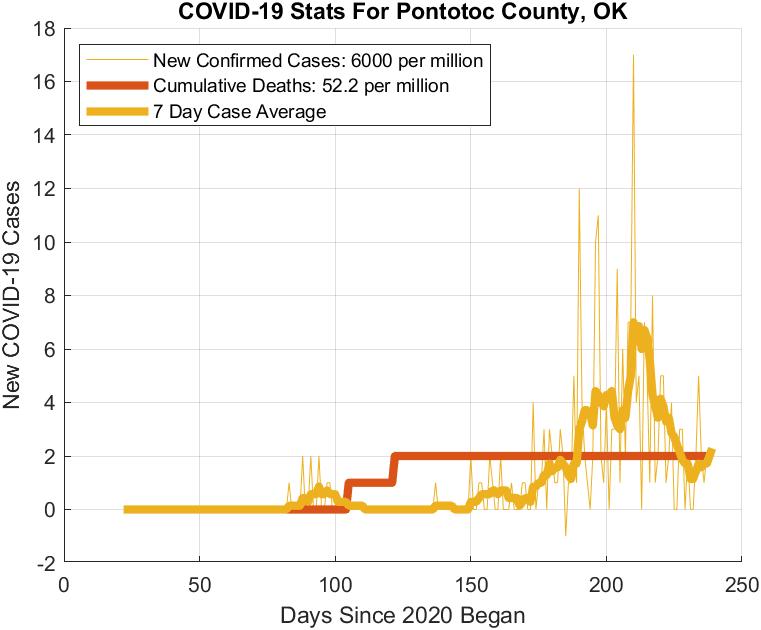 COVID-19 Stats For Pontotoc County, OK
New Confirmed Cases: 6000 per million
Cumulative Deaths: 52.2 per million
7 Day Case Average
New COVID-19 Cases
18
16
14
12
10
8
6
4
2
0
-2
0 50 100 150 200 250
Days Since 2020 Began